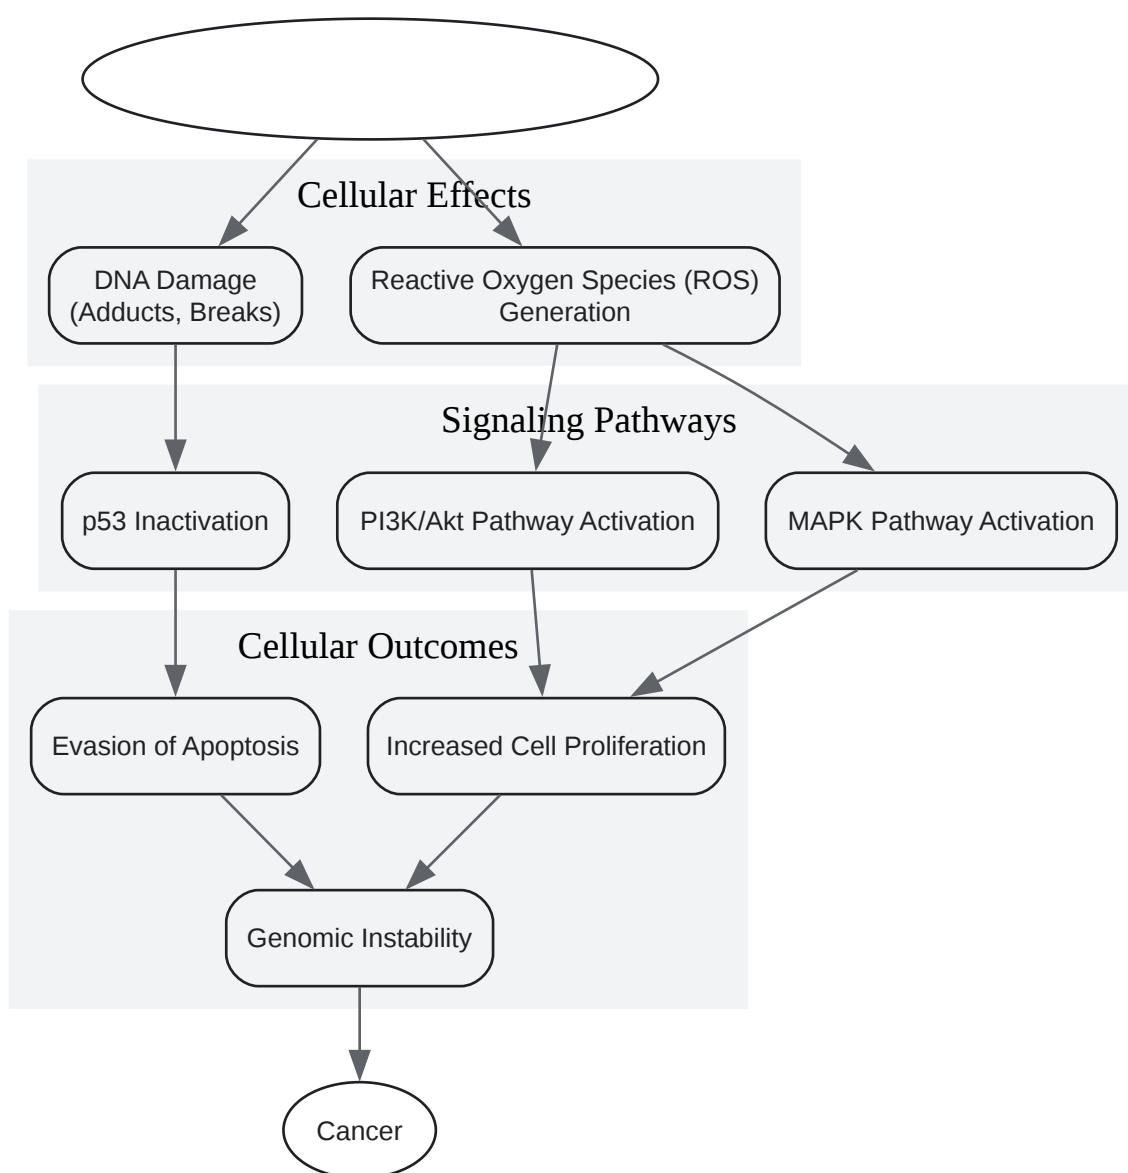 Cellular Effects
DNA Damage
(Adducts, Breaks)
Reactive Oxygen Species (ROS)
Generation
Signaling Pathways
p53 Inactivation
PI3K/Akt Pathway Activation
MAPK Pathway Activation
Cellular Outcomes
Evasion of Apoptosis
Increased Cell Proliferation
Genomic Instability
Cancer